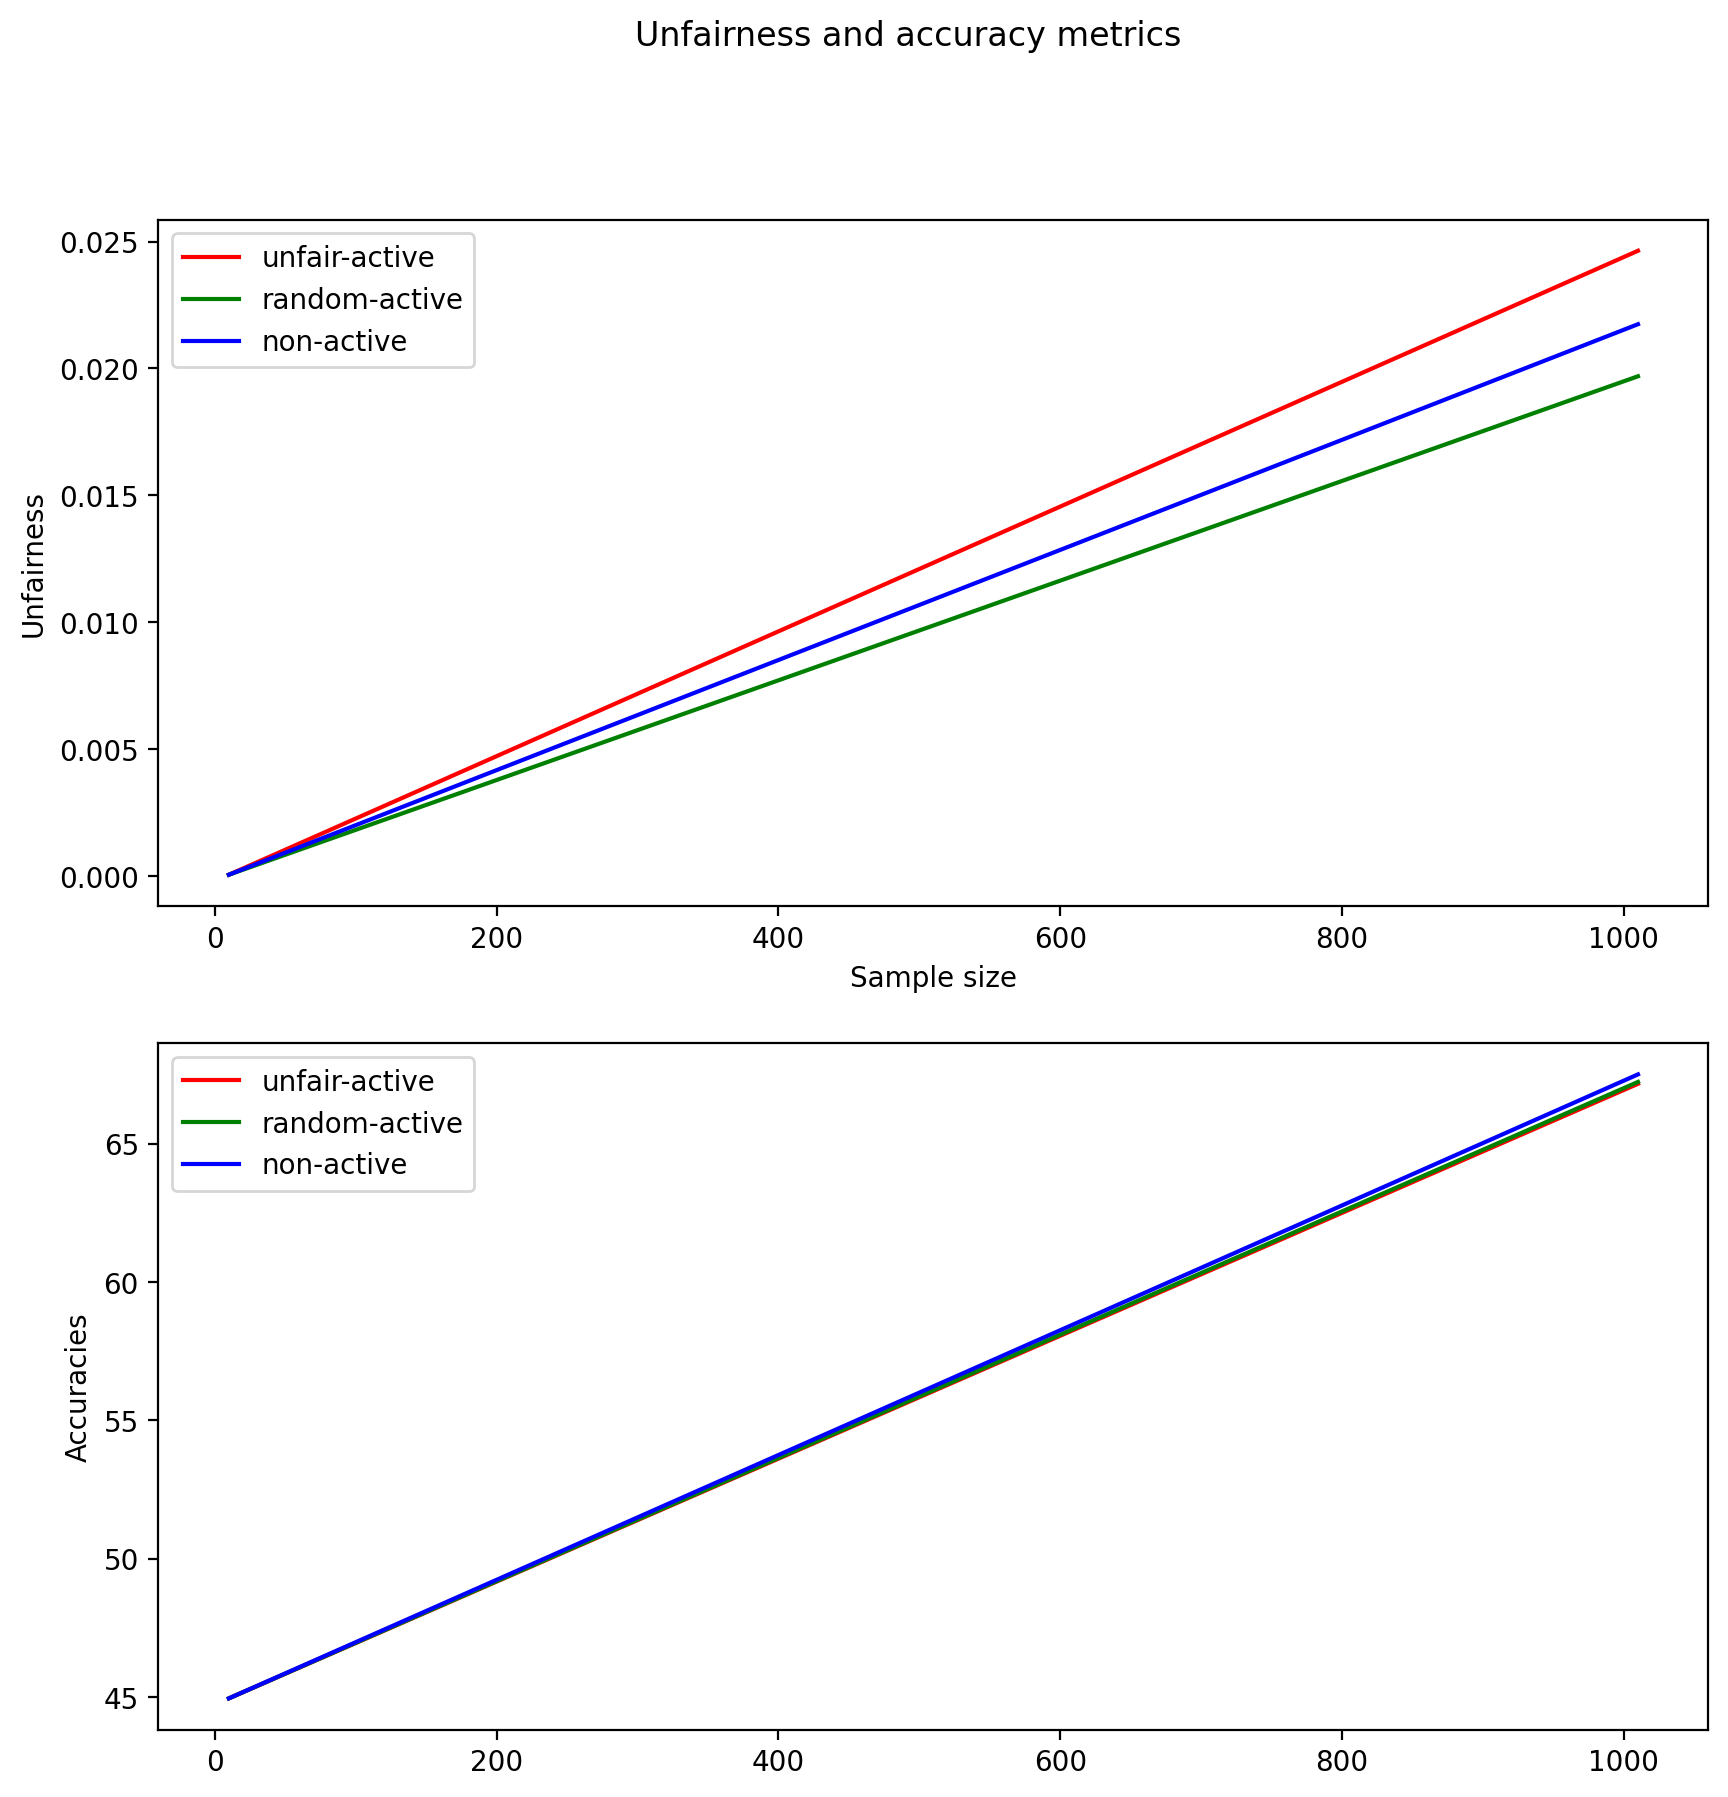 Unfairness and accuracy metrics
unfair-active
random-active
non-active
0.025
0.020
0.015
0.010
0.005
0.000
Unfairness
0 200 400 600 800 1000
Sample size
unfair-active
random-active
non-active
65
60
55
50
45
Accuracies
0 200 400 600 800 1000